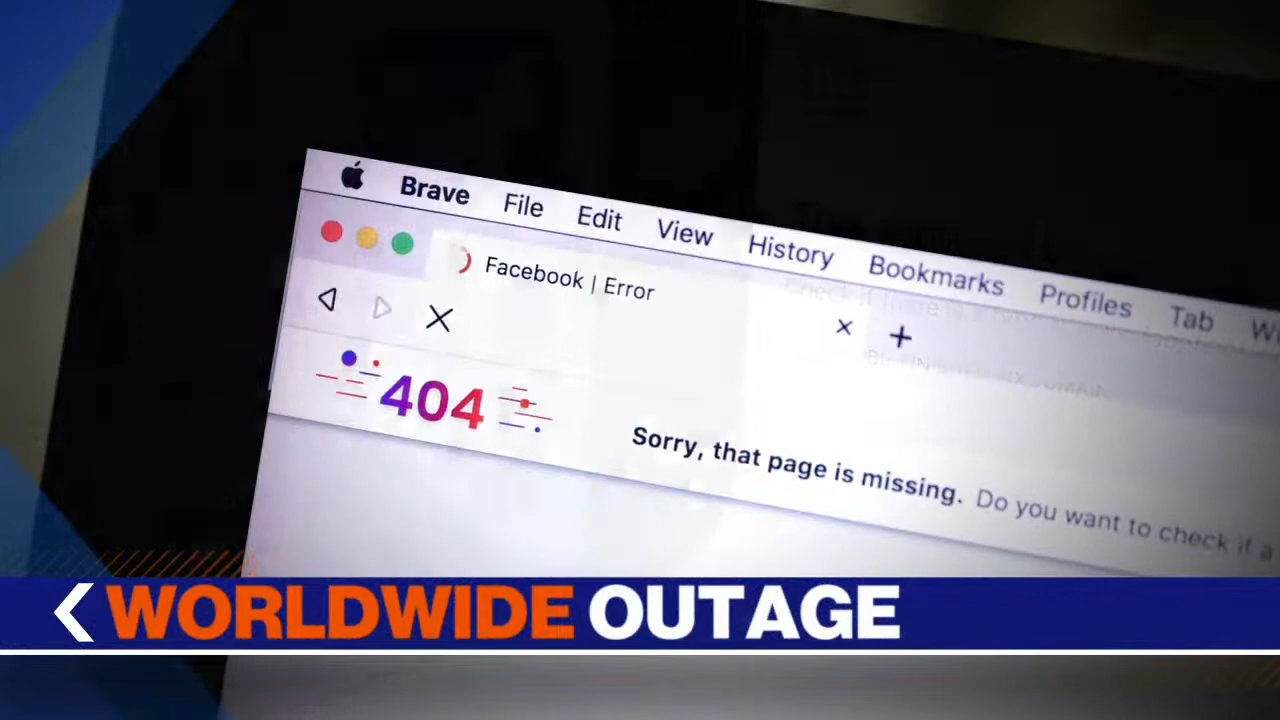 Brave File Edit View History Bookmarks Profiles Tab
Facebook | Error
404
Sorry, that page is missing. Do you want to check if a
WORLDWIDE OUTAGE